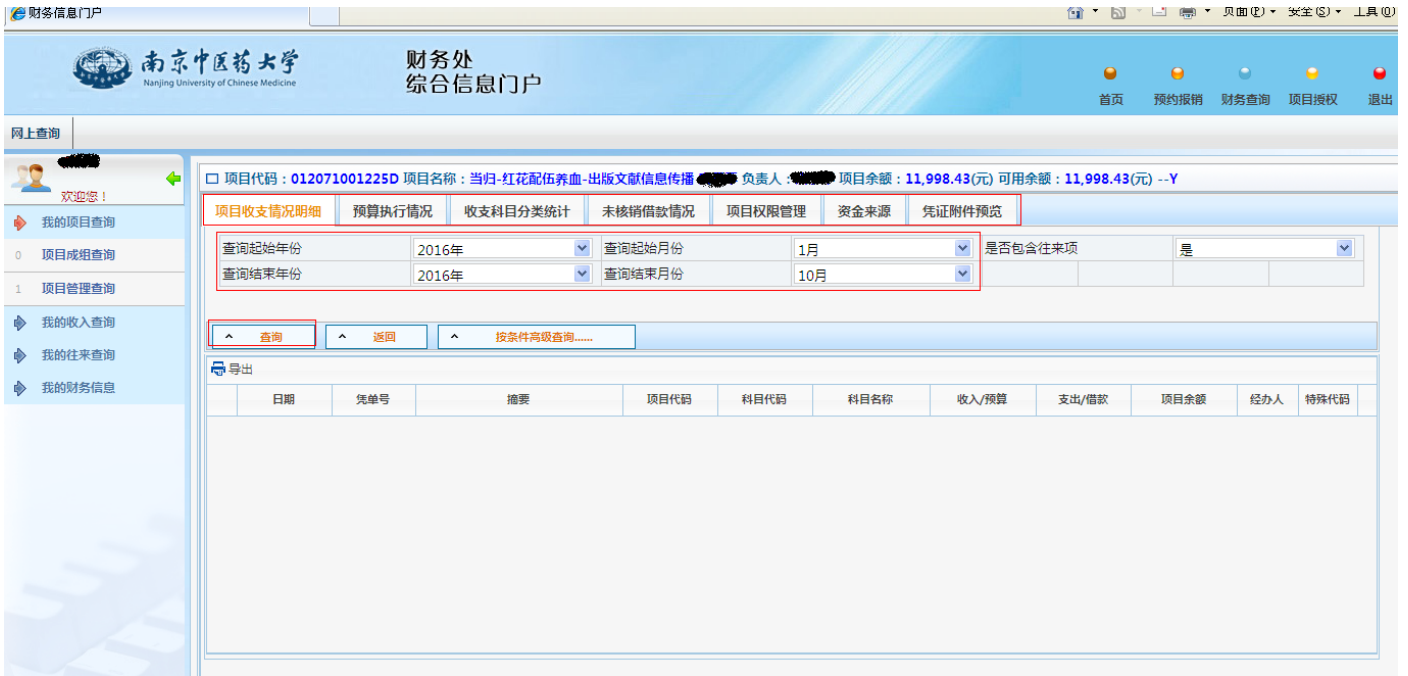 财务信息门户
页面(P) 安全(S) 工具(O)
南京中医药大学
Nanjing University of Chinese Medicine
财务处
综合信息门户
首页 预约报销 财务查询 项目授权 退出
网上查询
欢迎您！
我的项目查询
0 项目成组查询
1 项目管理查询
我的收入查询
我的往来查询
我的财务信息
项目代码：012071001225D 项目名称：当归-红花配伍养血-出版文献信息传播 负责人： 项目余额：11,998.43(元) 可用余额：11,998.43(元) --Y
项目收支情况明细 预算执行情况 收支科目分类统计 未核销借款情况 项目权限管理 资金来源 凭证附件预览
查询起始年份 2016年 查询起始月份 1月 是否包含往来项 是
查询结束年份 2016年 查询结束月份 10月
查询 返回 按条件高级查询......
导出
日期 凭单号 摘要 项目代码 科目代码 科目名称 收入/预算 支出/借款 项目余额 经办人 特殊代码